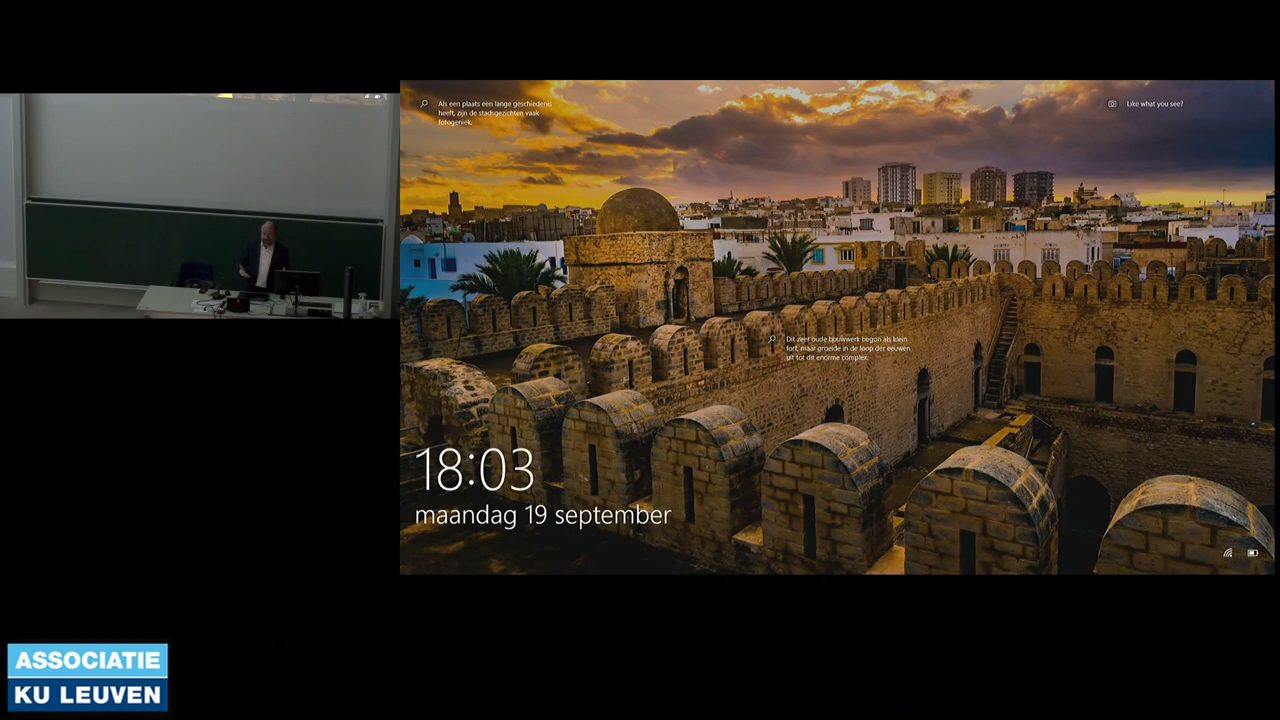 Als een plaats een lange geschiedenis
heeft, zijn de stadsgezichten vaak
fotogeniek.
Like what you see?
Dit zeer oude bouwwerk begon als klein
fort, maar groeide in de loop der eeuwen
uit tot dit enorme complex.
18:03
maandag 19 september
ASSOCIATIE
KU LEUVEN